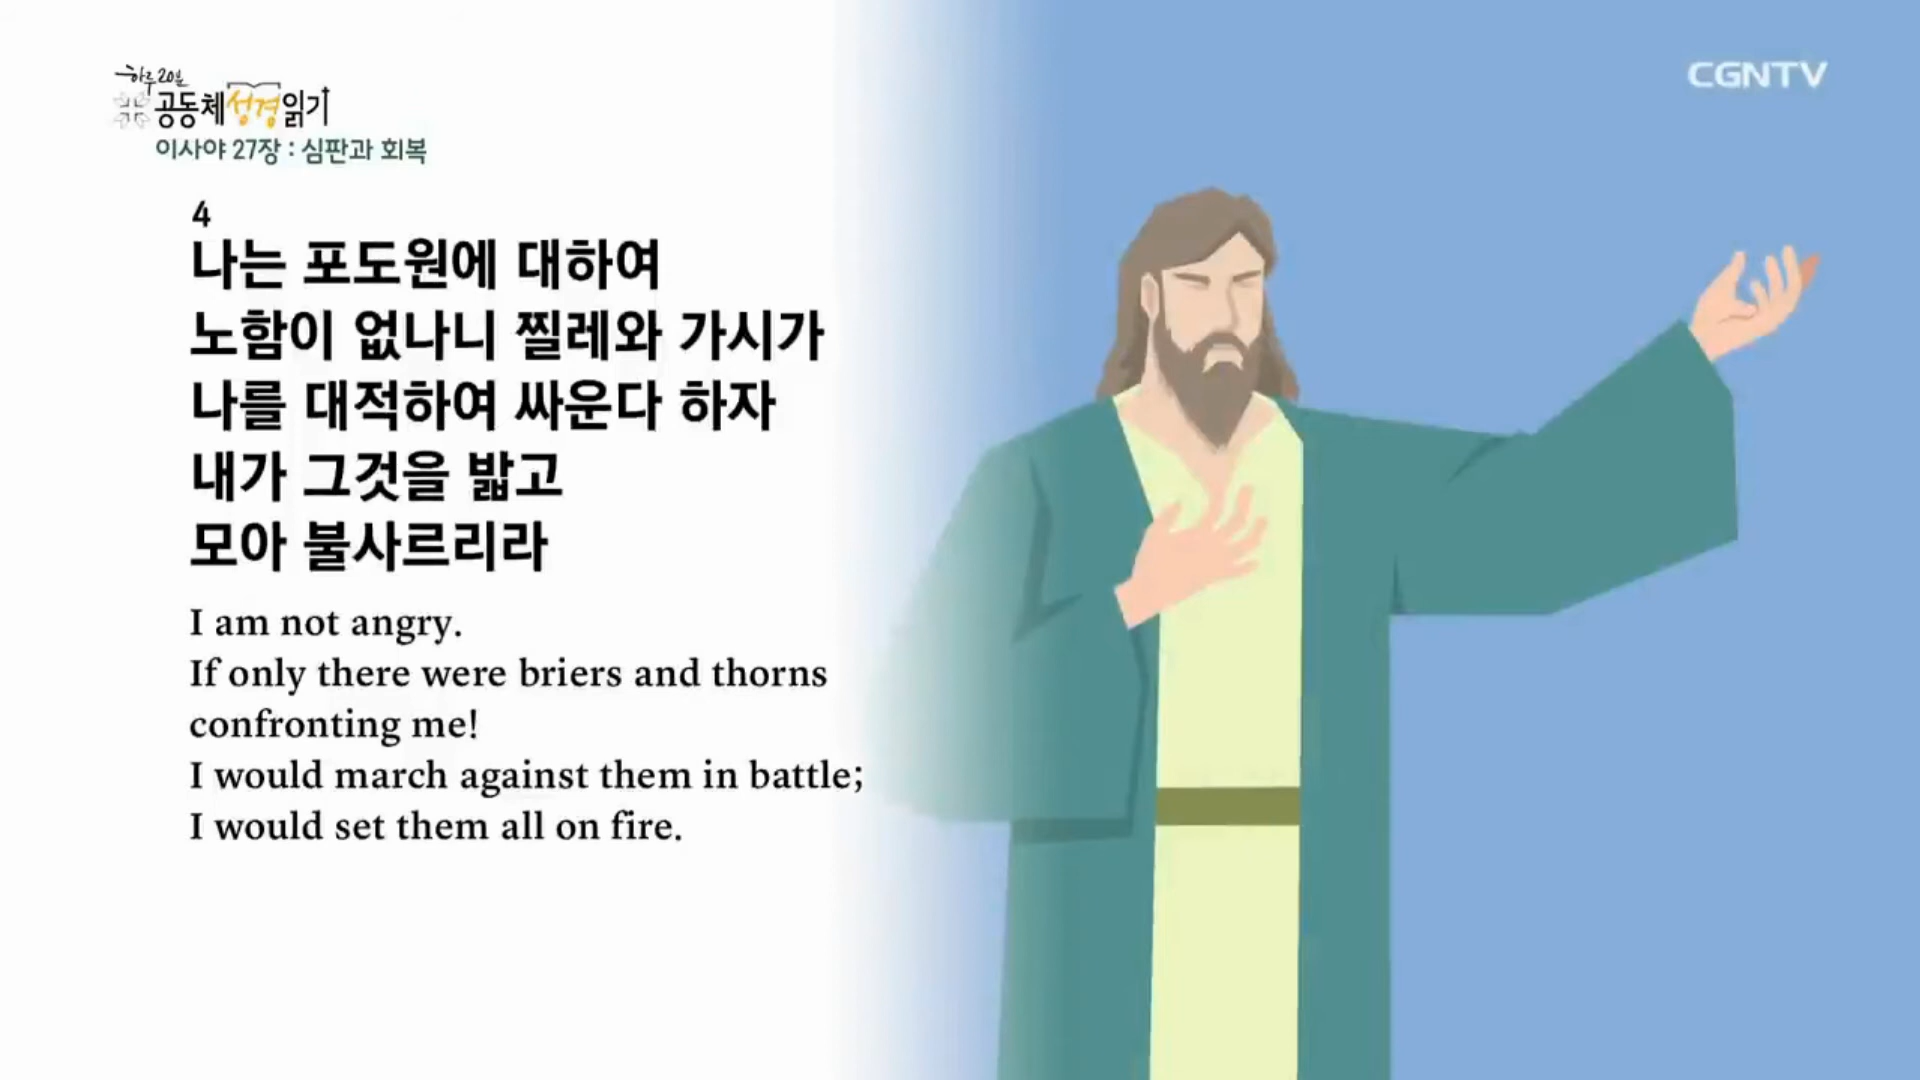 하루 20분
공동체성경읽기
CGNTV
이사야 27장 : 심판과 회복
4
나는 포도원에 대하여
노함이 없나니 찔레와 가시가
나를 대적하여 싸운다 하자
내가 그것을 밟고
모아 불사르리라
I am not angry.
If only there were briers and thorns
confronting me!
I would march against them in battle;
I would set them all on fire.